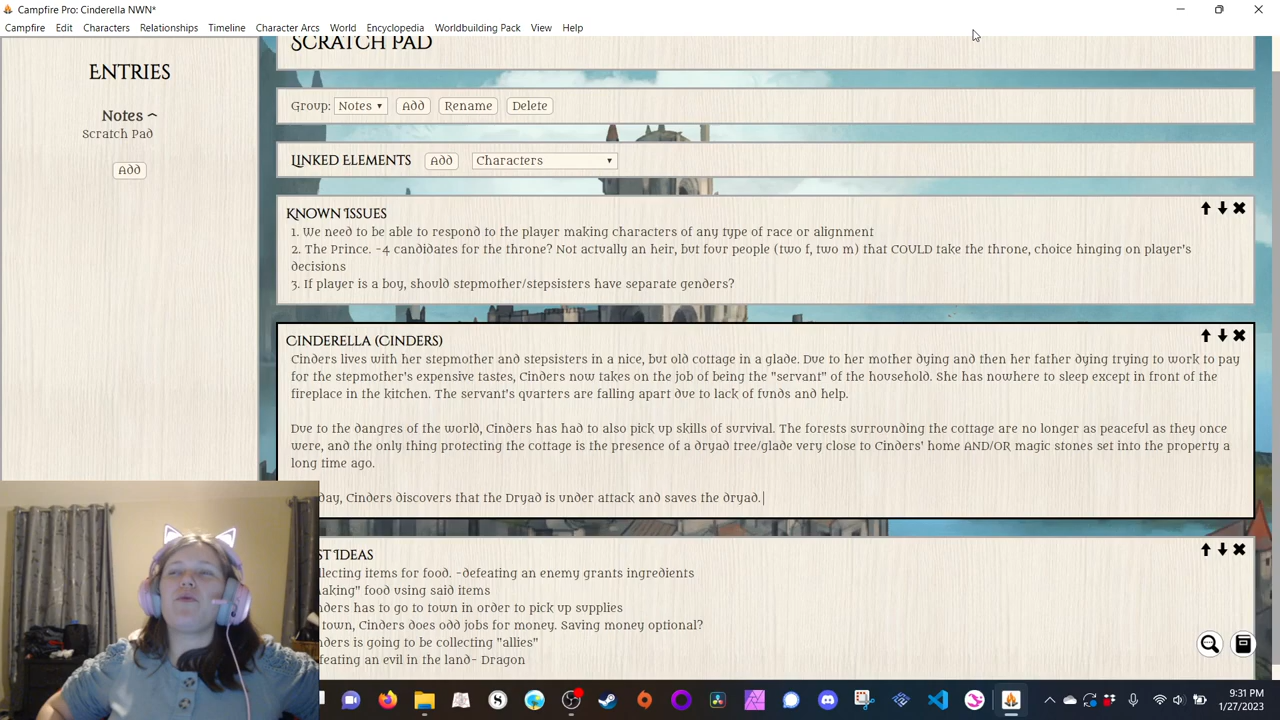 Campfire Pro: Cinderella NWN*
Campfire Edit Characters Relationships Timeline Character Arcs World Encyclopedia Worldbuilding Pack View Help
Entries
Notes
Scratch Pad
Add
Scratch Pad
Group: Notes Add Rename Delete
Linked Elements Add Characters
Known Issues
1. We need to be able to respond to the player making characters of any type of race or alignment
2. The Prince. -4 candidates for the throne? Not actually an heir, but four people (two f, two m) that COULD take the throne, choice hinging on player's
decisions
3. If player is a boy, should stepmother/stepsisters have separate genders?
Cinderella (Cinders)
Cinders lives with her stepmother and stepsisters in a nice, but old cottage in a glade. Due to her mother dying and then her father dying trying to work to pay
for the stepmother's expensive tastes, Cinders now takes on the job of being the "servant" of the household. She has nowhere to sleep except in front of the
fireplace in the kitchen. The servant's quarters are falling apart due to lack of funds and help.
Due to the dangres of the world, Cinders has had to also pick up skills of survival. The forests surrounding the cottage are no longer as peaceful as they once
were, and the only thing protecting the cottage is the presence of a dryad tree/glade very close to Cinders' home AND/OR magic stones set into the property a
long time ago.
day, Cinders discovers that the Dryad is under attack and saves the dryad.
st Ideas
llecting items for food. -defeating an enemy grants ingredients
aking" food using said items
nders has to go to town in order to pick up supplies
town, Cinders does odd jobs for money. Saving money optional?
nders is going to be collecting "allies"
feating an evil in the land- Dragon
9:31 PM
1/27/2023